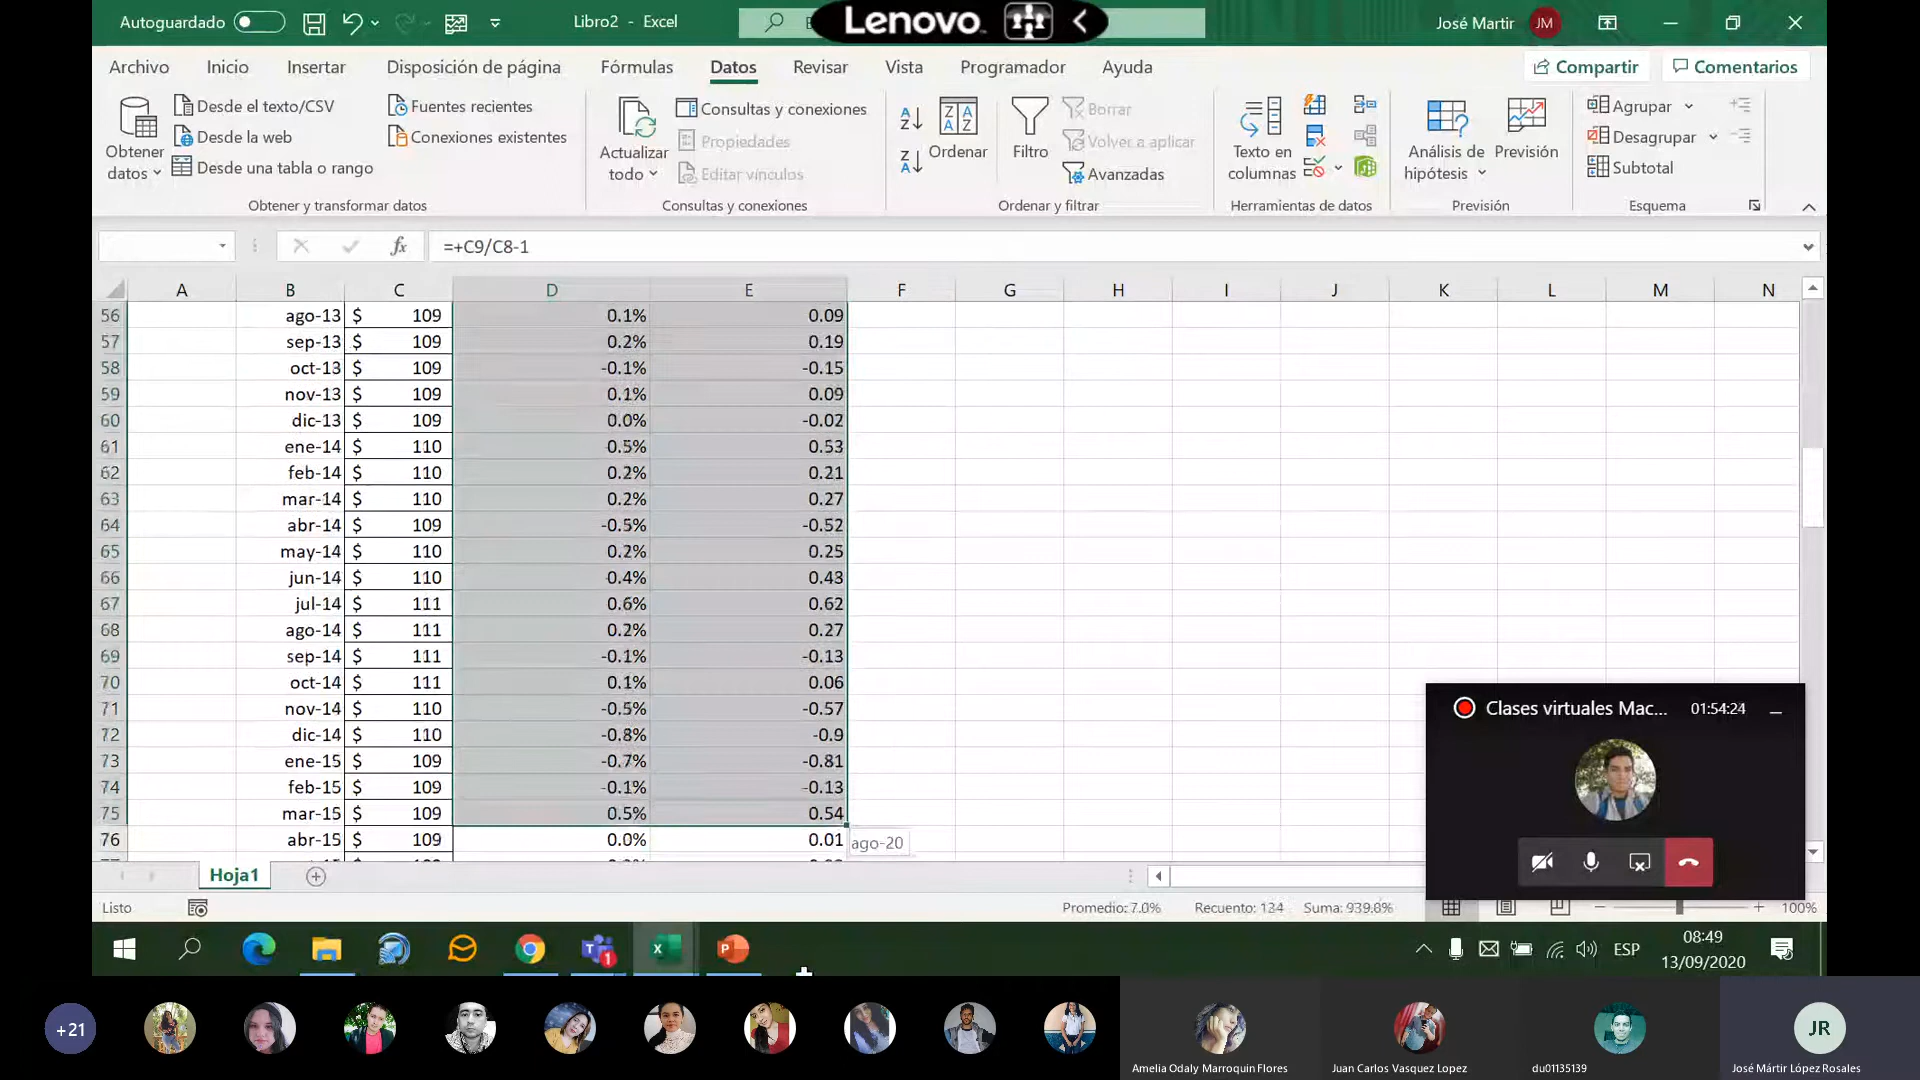 Autoguardado
Libro2 - Excel
Lenovo
José Martir
JM
Archivo
Inicio
Insertar
Disposición de página
Fórmulas
Datos
Revisar
Vista
Programador
Ayuda
Compartir
Comentarios
Obtener datos
Desde el texto/CSV
Desde la web
Desde una tabla o rango
Fuentes recientes
Conexiones existentes
Obtener y transformar datos
Actualizar todo
Consultas y conexiones
Propiedades
Editar vínculos
Consultas y conexiones
Ordenar
Filtro
Borrar
Volver a aplicar
Avanzadas
Ordenar y filtrar
Texto en columnas
Herramientas de datos
Análisis de hipótesis
Previsión
Previsión
Agrupar
Desagrupar
Subtotal
Esquema
fx
=+C9/C8-1
A B C D E F G H I J K L M N
56 ago-13 $ 109 0.1% 0.09
57 sep-13 $ 109 0.2% 0.19
58 oct-13 $ 109 -0.1% -0.15
59 nov-13 $ 109 0.1% 0.09
60 dic-13 $ 109 0.0% -0.02
61 ene-14 $ 110 0.5% 0.53
62 feb-14 $ 110 0.2% 0.21
63 mar-14 $ 110 0.2% 0.27
64 abr-14 $ 109 -0.5% -0.52
65 may-14 $ 110 0.2% 0.25
66 jun-14 $ 110 0.4% 0.43
67 jul-14 $ 111 0.6% 0.62
68 ago-14 $ 111 0.2% 0.27
69 sep-14 $ 111 -0.1% -0.13
70 oct-14 $ 111 0.1% 0.06
71 nov-14 $ 110 -0.5% -0.57
72 dic-14 $ 110 -0.8% -0.9
73 ene-15 $ 109 -0.7% -0.81
74 feb-15 $ 109 -0.1% -0.13
75 mar-15 $ 109 0.5% 0.54
76 abr-15 $ 109 0.0% 0.01
ago-20
Clases virtuales Mac... 01:54:24
Hoja1
Listo
Promedio: 7.0%
Recuento: 134
Suma: 939.0%
100%
1
ESP
08:49
13/09/2020
+21
JR
Amelia Odaly Marroquin Flores
Juan Carlos Vasquez Lopez
du01135139
José Mártir López Rosales